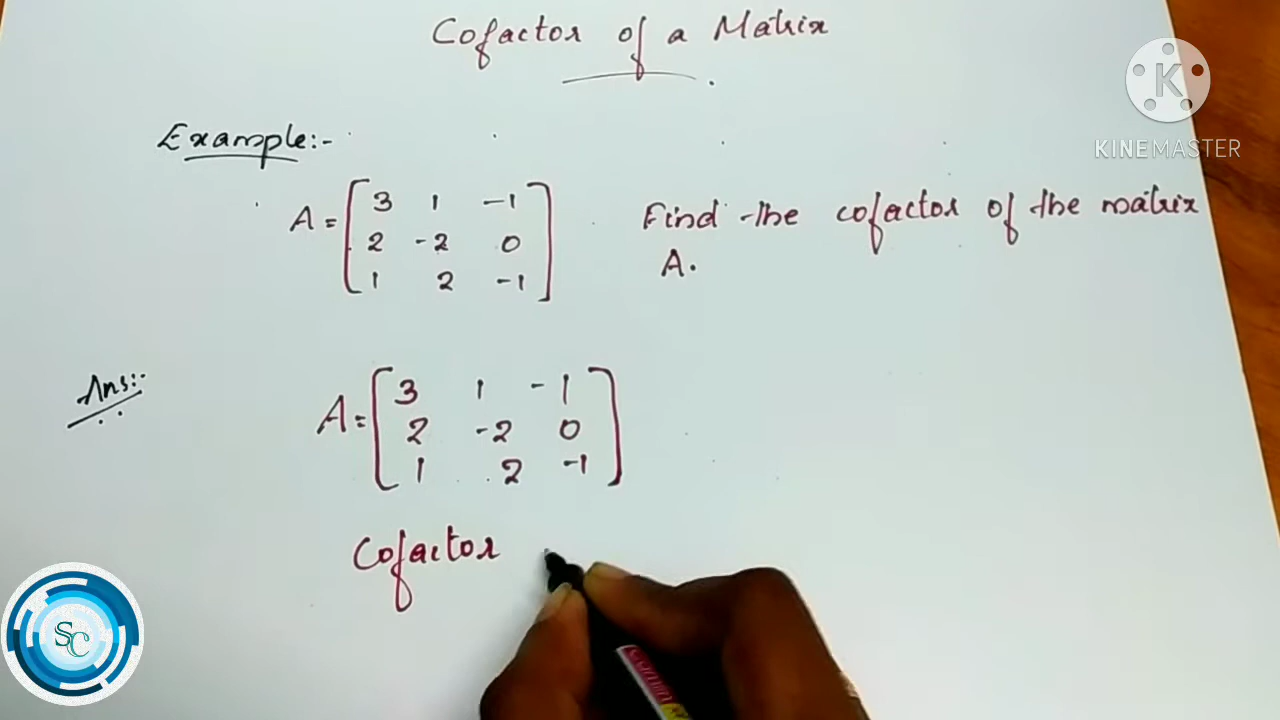 Cofactor of a Matrix
KINEMASTER
Example:-
A = [3 1 -1
2 -2 0
1 2 -1]
Find the cofactor of the matrix
A.
Ans:-
A = [3 1 -1
2 -2 0
1 2 -1]
Cofactor
SC